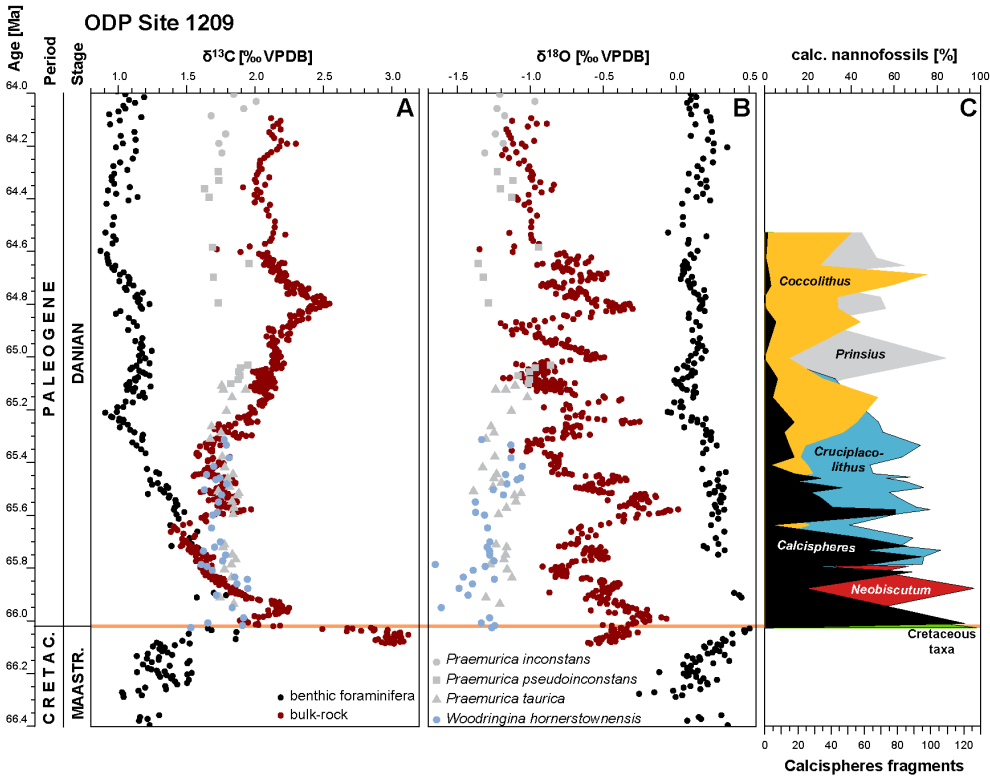 ODP Site 1209
Age [Ma]
Period
Stage
δ13C [‰ VPDB]
δ18O [‰ VPDB]
calc. nannofossils [%]
1.0 1.5 2.0 2.5 3.0
-1.5 -1.0 -0.5 0.0 0.5
0 20 40 60 80 100
A
B
C
64.0
64.2
64.4
64.6
64.8
65.0
65.2
65.4
65.6
65.8
66.0
66.2
66.4
PALEOGENE
CRETAC.
DANIAN
MAASTR.
benthic foraminifera
bulk-rock
Praemurica inconstans
Praemurica pseudoinconstans
Praemurica taurica
Woodringina hornerstownensis
Coccolithus
Prinsius
Cruciplaco-
lithus
Calcispheres
Neobiscutum
Cretaceous
taxa
0 20 40 60 80 100 120
Calcispheres fragments